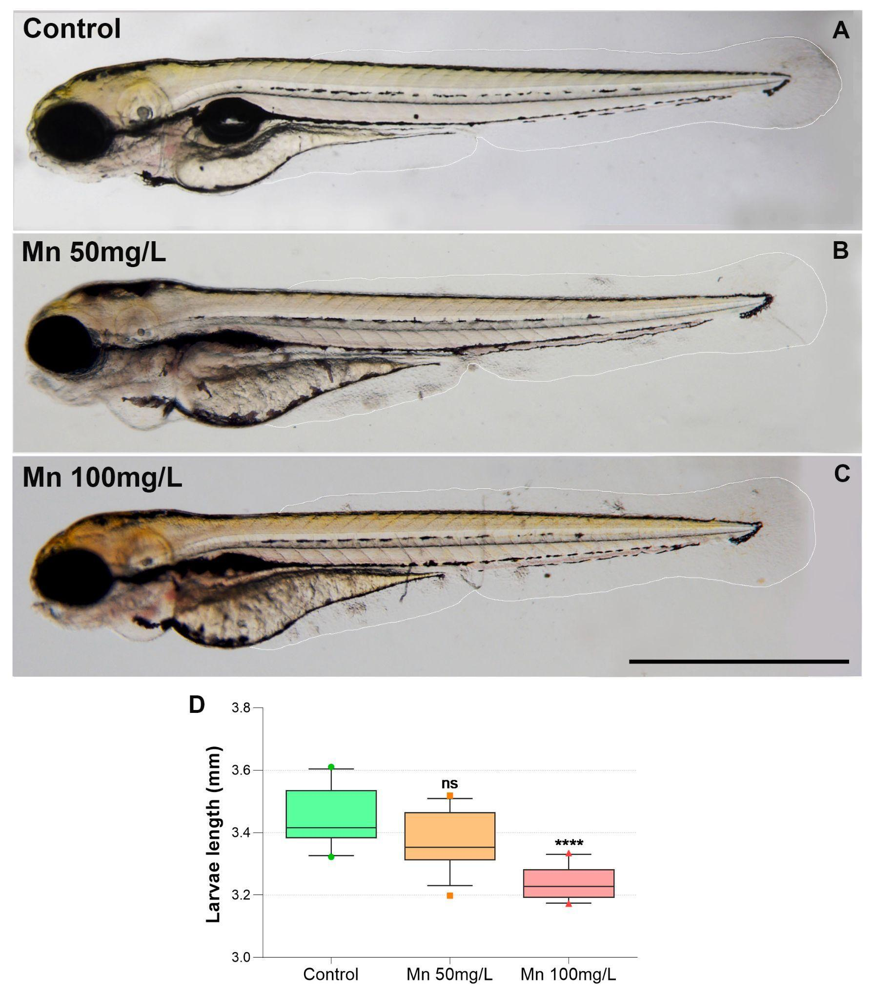 Control
A
Mn 50mg/L
B
Mn 100mg/L
C
D
Larvae length (mm)
3.8
3.6
3.4
3.2
3.0
ns
****
Control
Mn 50mg/L
Mn 100mg/L